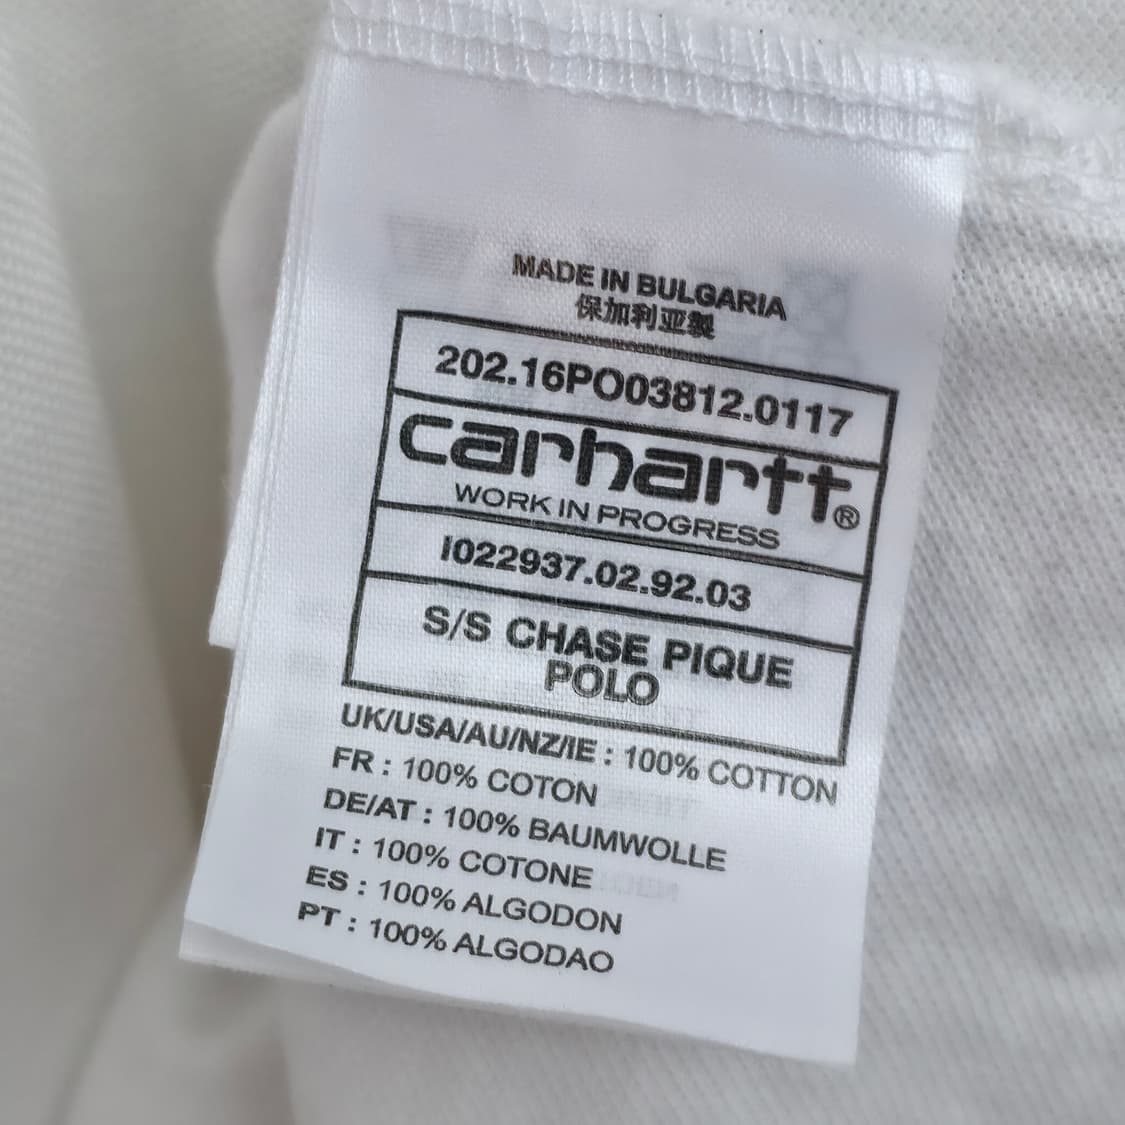 MADE IN BULGARIA
保加利亚製
202.16PO03812.0117
carhartt®
WORK IN PROGRESS
I022937.02.92.03
S/S CHASE PIQUE
POLO
UK/USA/AU/NZ/IE : 100% COTTON
FR : 100% COTON
DE/AT : 100% BAUMWOLLE
IT : 100% COTONE
ES : 100% ALGODON
PT : 100% ALGODAO